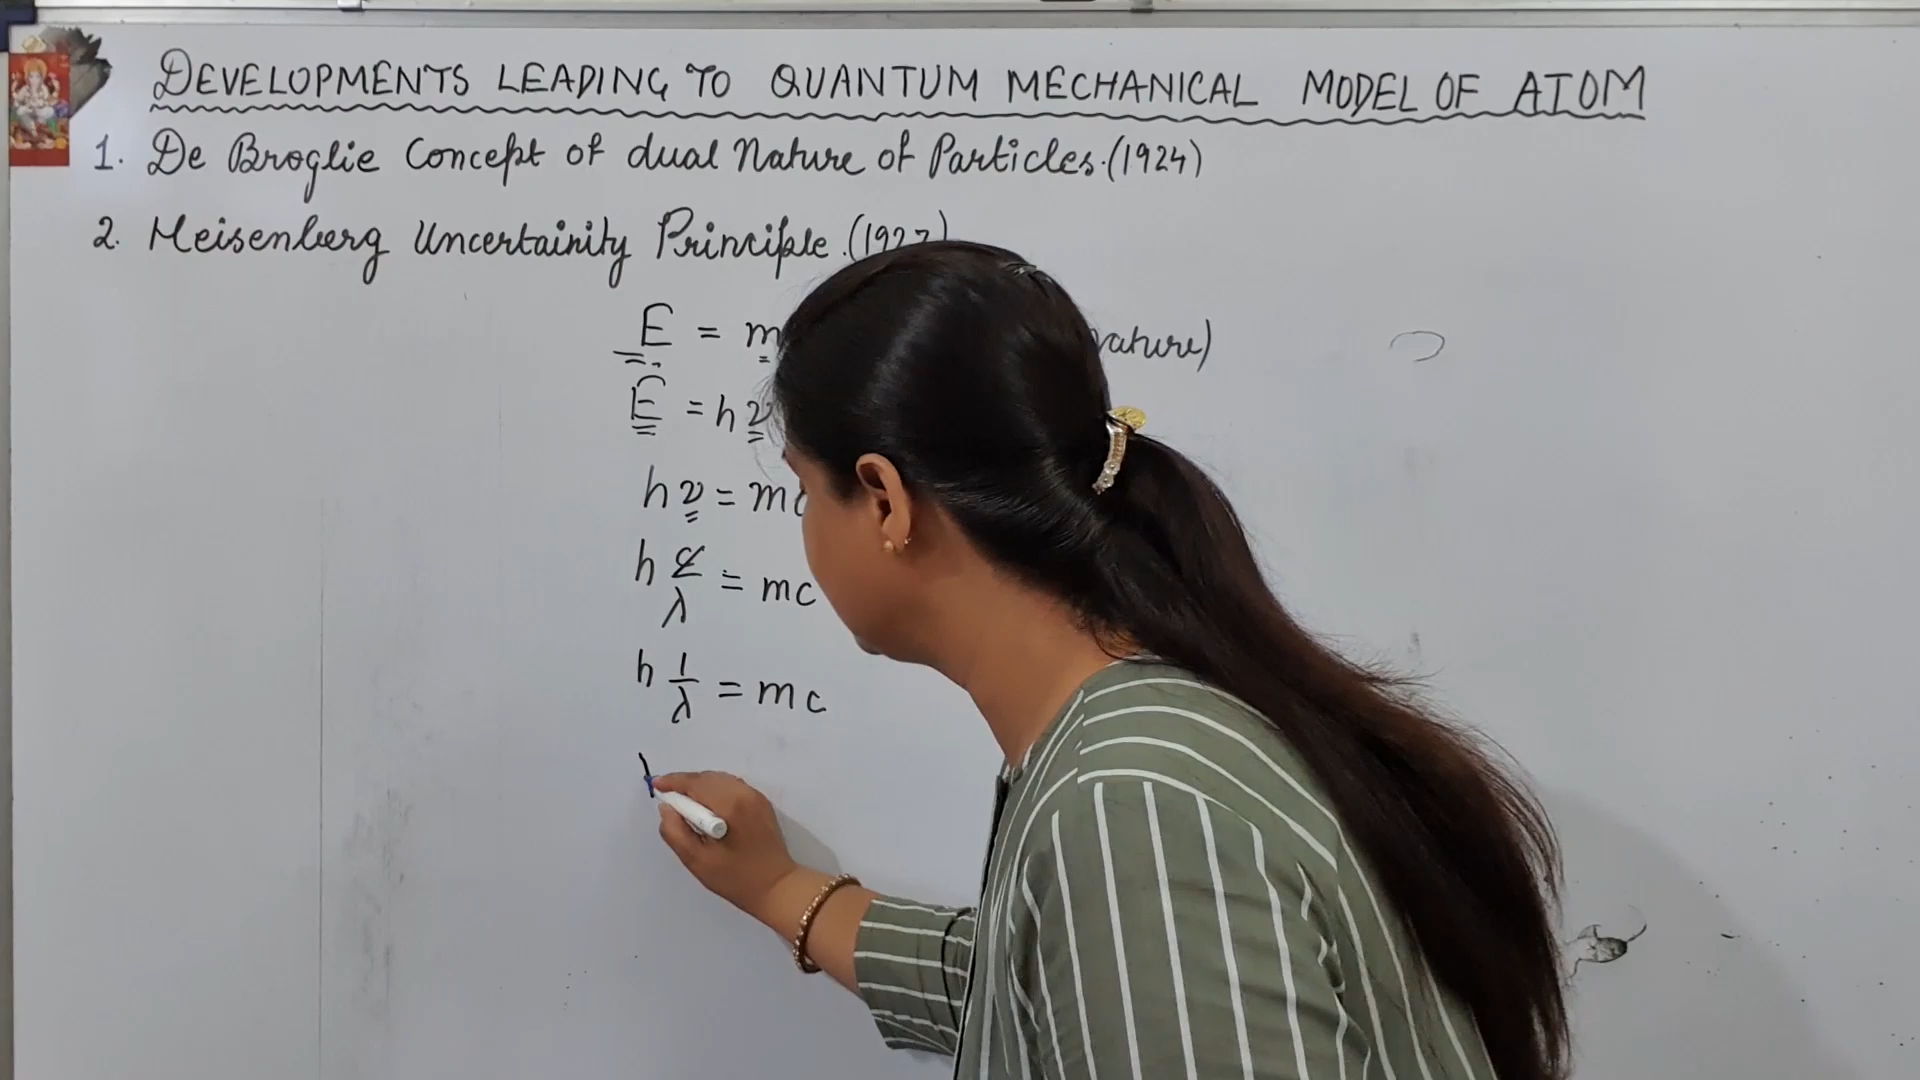 DEVELOPMENTS LEADING TO QUANTUM MECHANICAL MODEL OF ATOM
1. De Broglie Concept of dual Nature of Particles. (1924)
2. Heisenberg Uncertainity Principle. (1927)
E = m
E = hν
hν = mc
h c/λ = mc
h 1/λ = mc